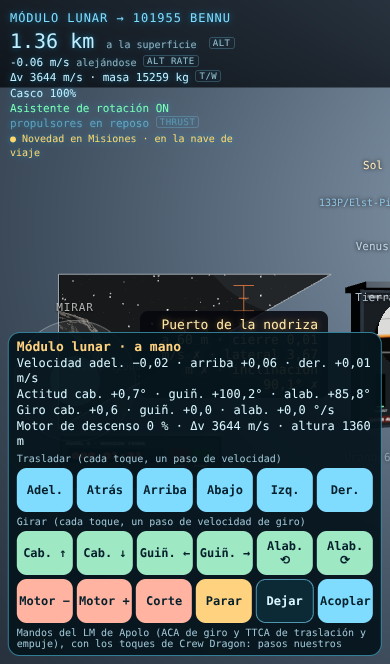 MÓDULO LUNAR → 101955 BENNU
1.36 km a la superficie ALT
-0.06 m/s alejándose ALT RATE
Δv 3644 m/s · masa 15259 kg T/W
Casco 100%
Asistente de rotación ON
propulsores en reposo THRUST
● Novedad en Misiones · en la nave de
viaje
Sol
133P/Elst-Pi
Venus
Tierra
MIRAR
Puerto de la nodriza
Módulo lunar · a mano
Velocidad adel. −0,02 · arriba −0,06 · der. +0,01
m/s
Actitud cab. +0,7° · guiñ. +100,2° · alab. +85,8°
Giro cab. +0,6 · guiñ. +0,0 · alab. +0,0 °/s
Motor de descenso 0 % · Δv 3644 m/s · altura 1360
m
Trasladar (cada toque, un paso de velocidad)
Adel. Atrás Arriba Abajo Izq. Der.
Girar (cada toque, un paso de velocidad de giro)
Cab. ↑ Cab. ↓ Guiñ. ← Guiñ. → Alab. ⟲ Alab. ⟳
Motor − Motor + Corte Parar Dejar Acoplar
Mandos del LM de Apolo (ACA de giro y TTCA de traslación y
empuje), con los toques de Crew Dragon: pasos nuestros